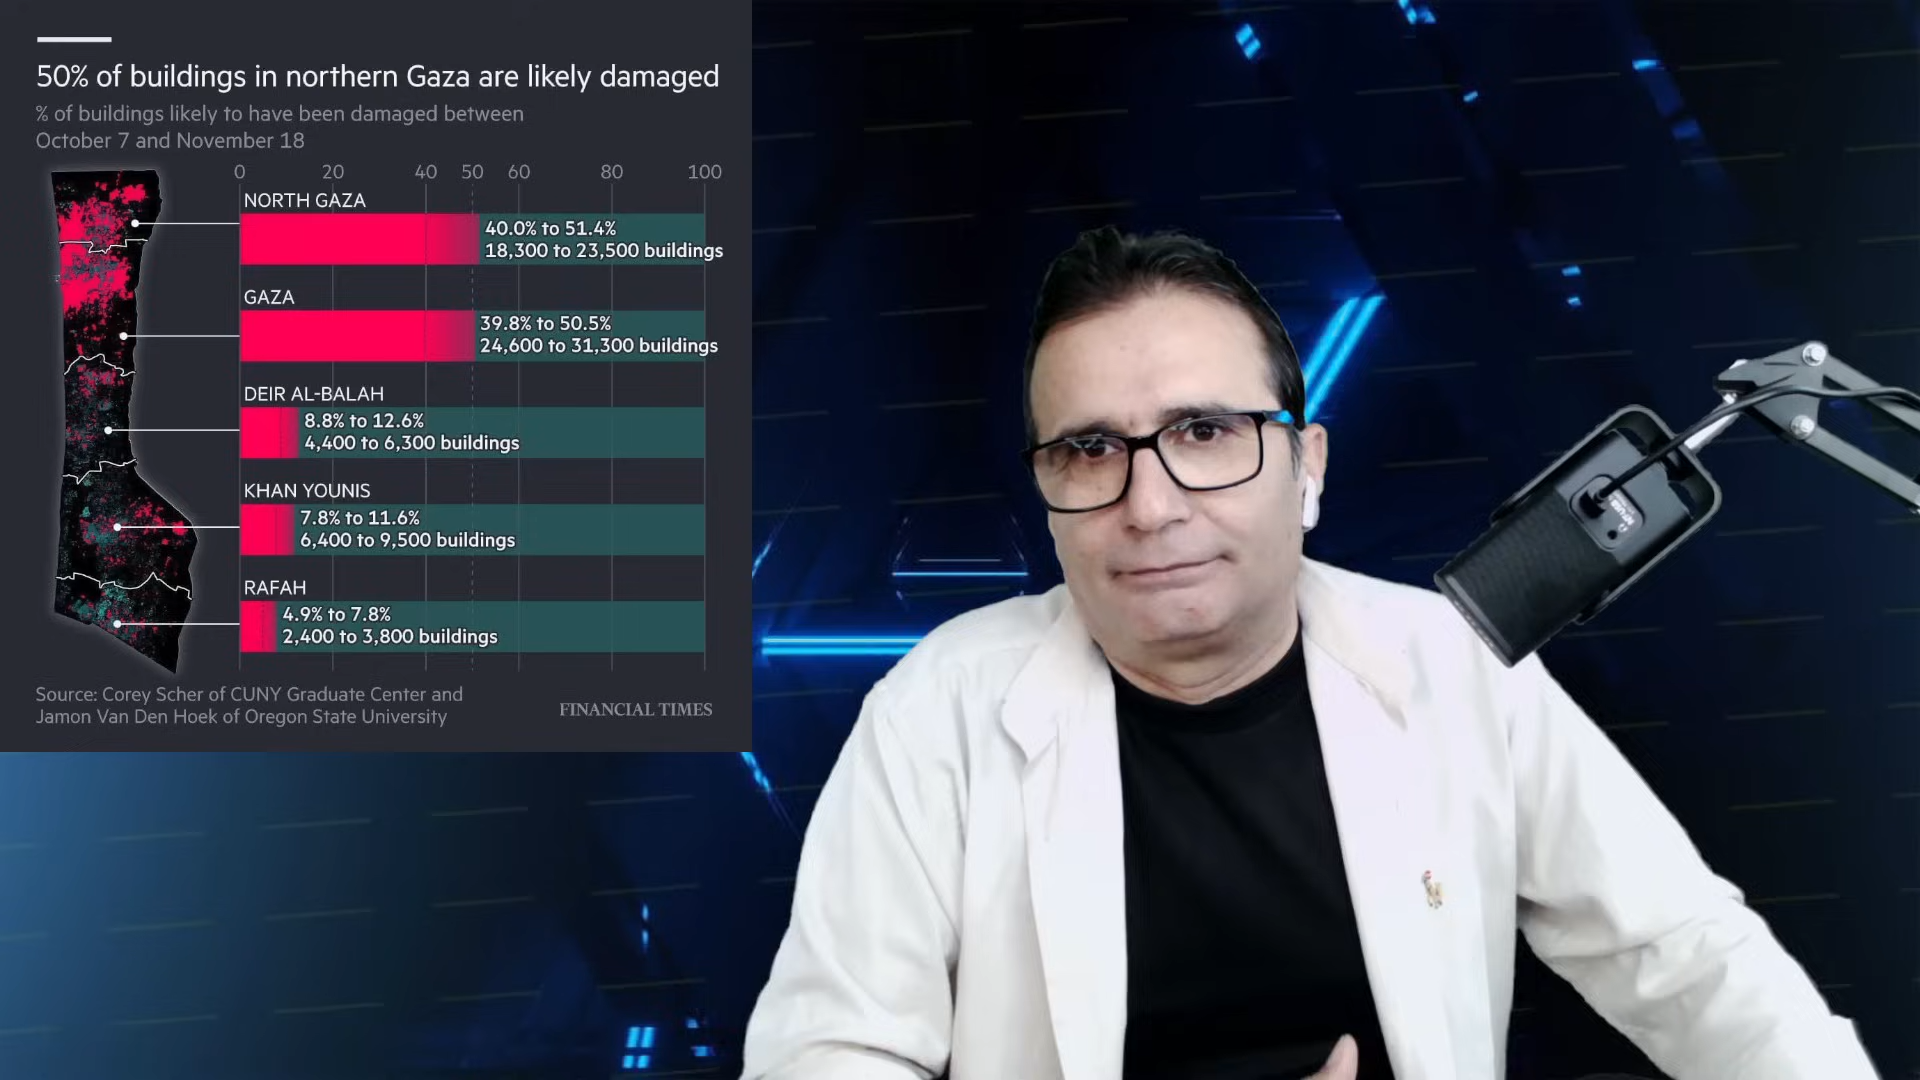 50% of buildings in northern Gaza are likely damaged
% of buildings likely to have been damaged between
October 7 and November 18
0 20 40 50 60 80 100
NORTH GAZA
40.0% to 51.4%
18,300 to 23,500 buildings
GAZA
39.8% to 50.5%
24,600 to 31,300 buildings
DEIR AL-BALAH
8.8% to 12.6%
4,400 to 6,300 buildings
KHAN YOUNIS
7.8% to 11.6%
6,400 to 9,500 buildings
RAFAH
4.9% to 7.8%
2,400 to 3,800 buildings
Source: Corey Scher of CUNY Graduate Center and
Jamon Van Den Hoek of Oregon State University
FINANCIAL TIMES